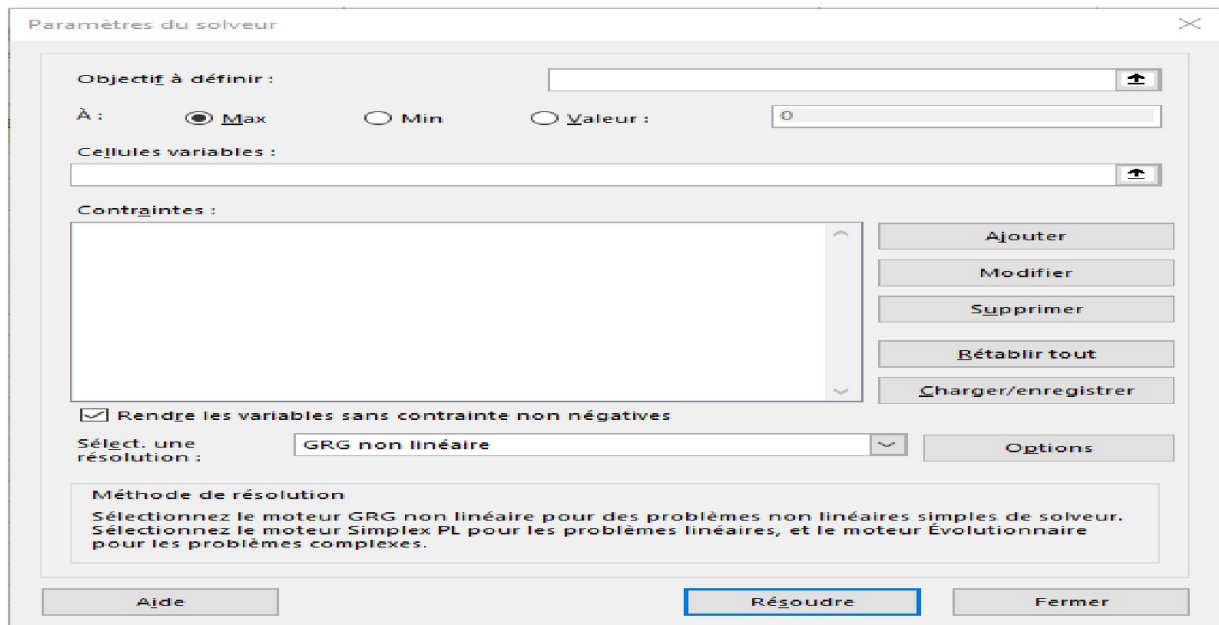 Paramètres du solveur
Objectif à définir :
À : Max Min Valeur : 0
Cellules variables :
Contraintes :
Ajouter
Modifier
Supprimer
Rétablir tout
Charger/enregistrer
Rendre les variables sans contrainte non négatives
Sélect. une
résolution :
GRG non linéaire
Options
Méthode de résolution
Sélectionnez le moteur GRG non linéaire pour des problèmes non linéaires simples de solveur.
Sélectionnez le moteur Simplex PL pour les problèmes linéaires, et le moteur Évolutionnaire
pour les problèmes complexes.
Aide Résoudre Fermer